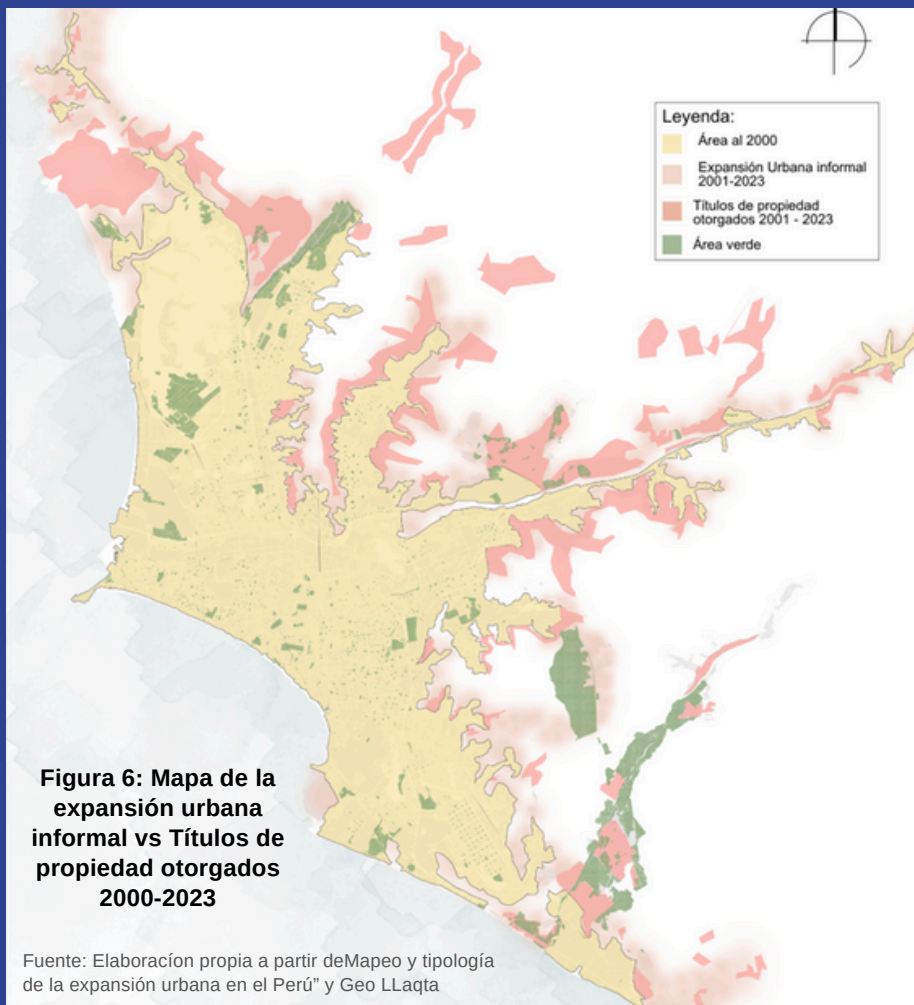 Leyenda:
Área al 2000
Expansión Urbana informal
2001-2023
Títulos de propiedad
otorgados 2001 - 2023
Área verde
Figura 6: Mapa de la
expansión urbana
informal vs Títulos de
propiedad otorgados
2000-2023
Fuente: Elaboracíon propia a partir deMapeo y tipología
de la expansión urbana en el Perú” y Geo LLaqta